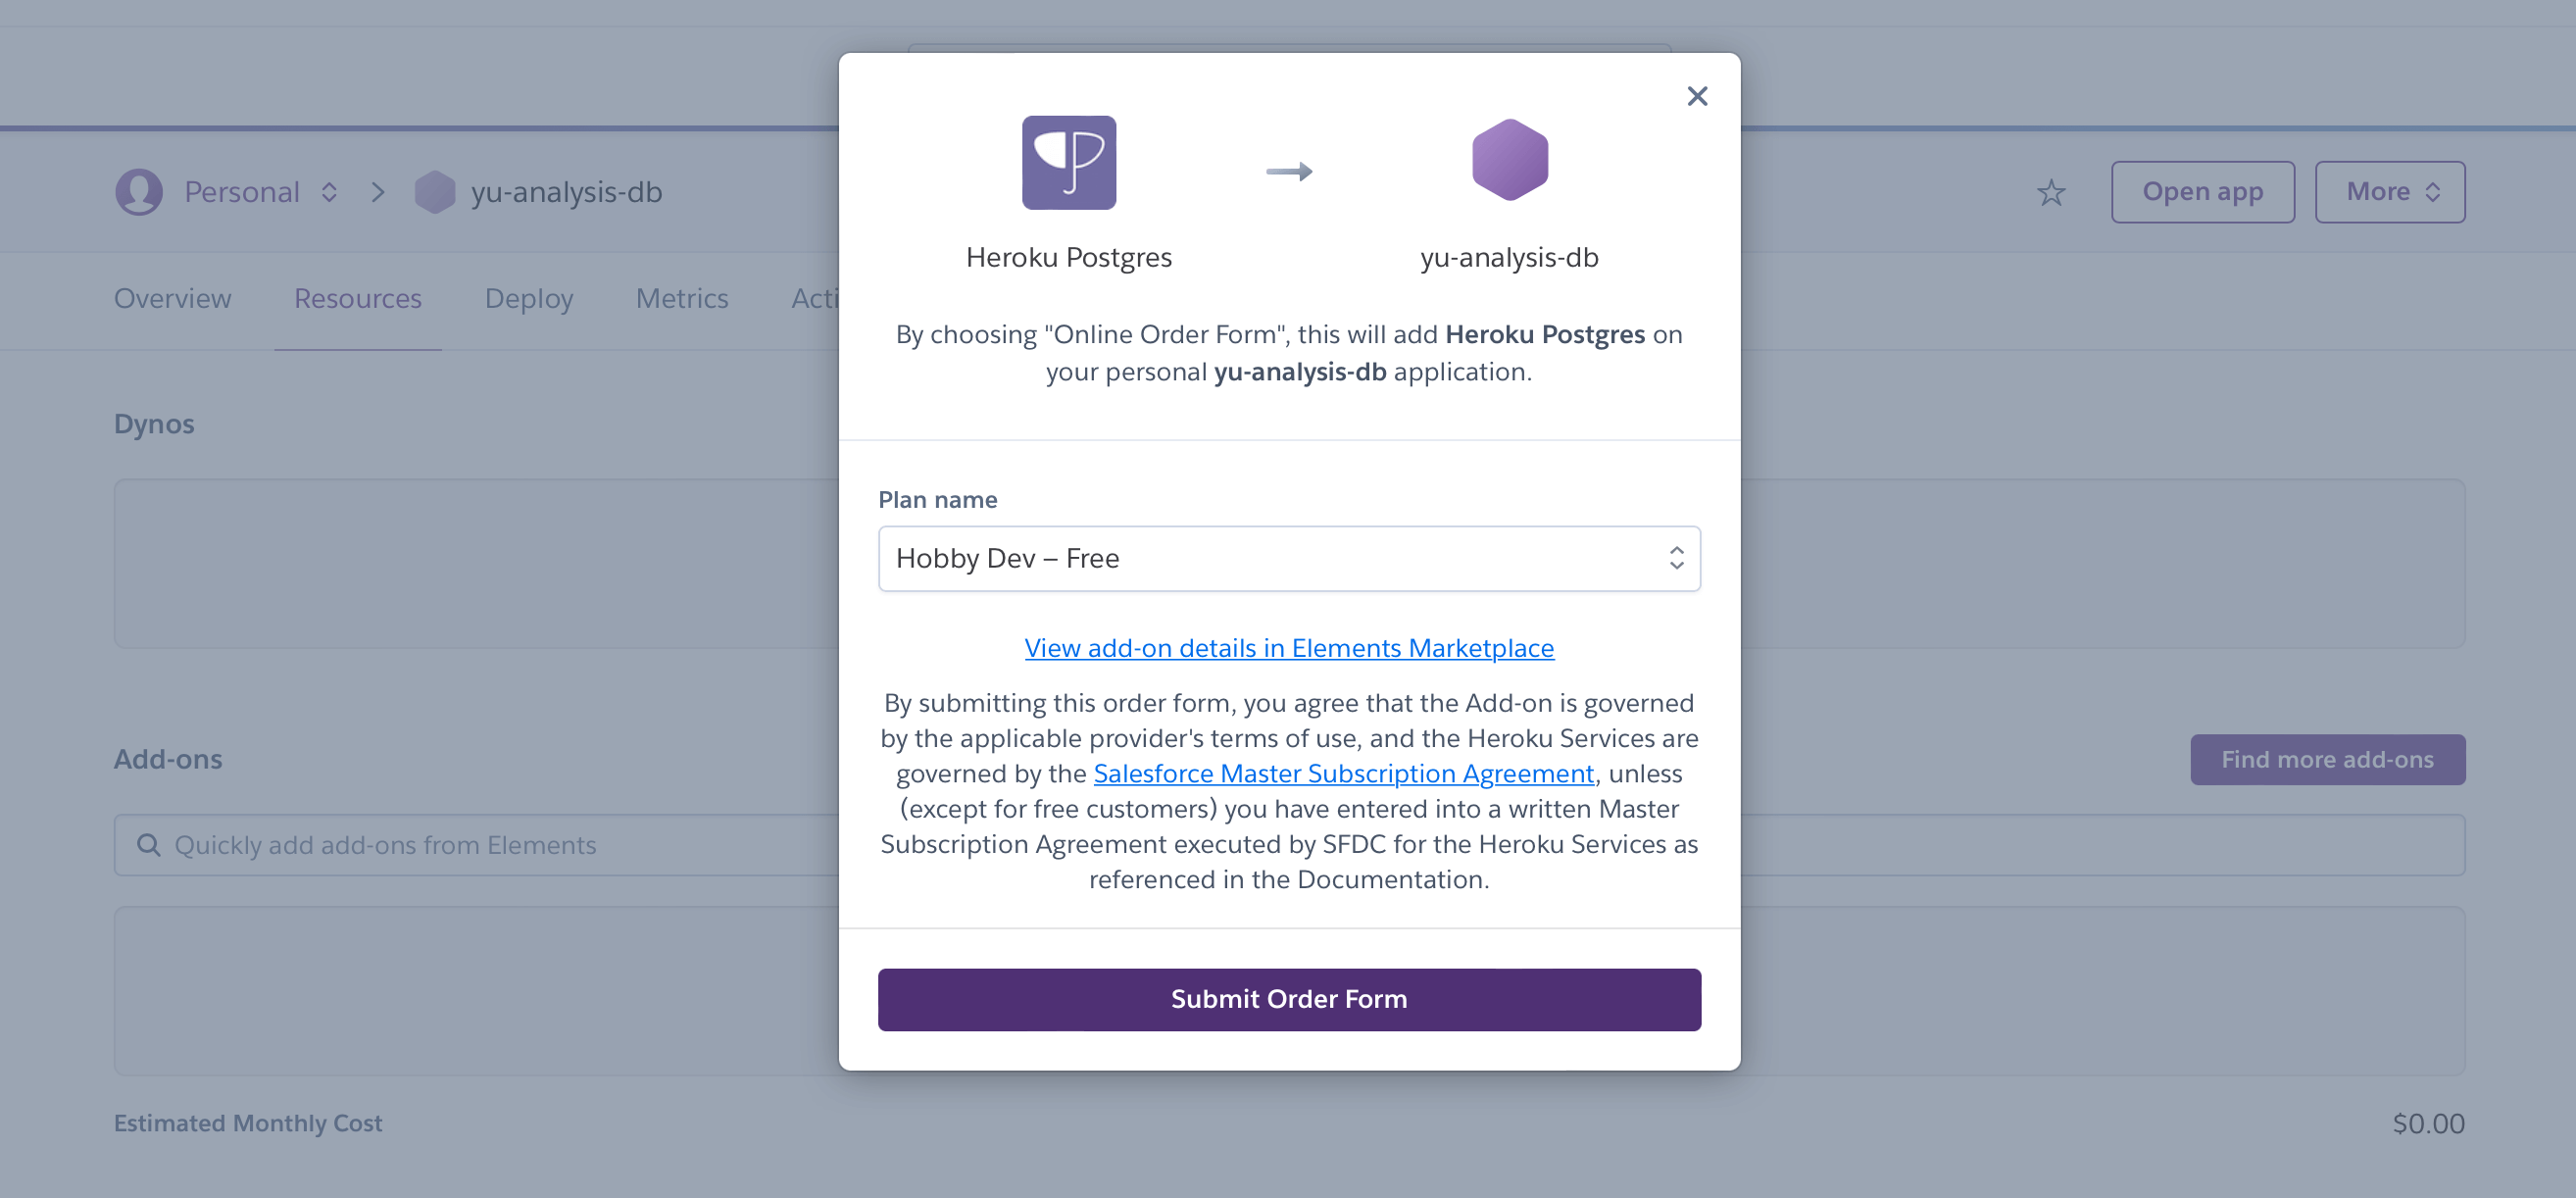 Personal
yu-analysis-db
Open app
More
Overview
Resources
Deploy
Metrics
Heroku Postgres
yu-analysis-db
By choosing "Online Order Form", this will add Heroku Postgres on
your personal yu-analysis-db application.
Dynos
Plan name
Hobby Dev – Free
View add-on details in Elements Marketplace
By submitting this order form, you agree that the Add-on is governed
by the applicable provider's terms of use, and the Heroku Services are
governed by the Salesforce Master Subscription Agreement, unless
(except for free customers) you have entered into a written Master
Subscription Agreement executed by SFDC for the Heroku Services as
referenced in the Documentation.
Add-ons
Find more add-ons
Quickly add add-ons from Elements
Submit Order Form
Estimated Monthly Cost
$0.00